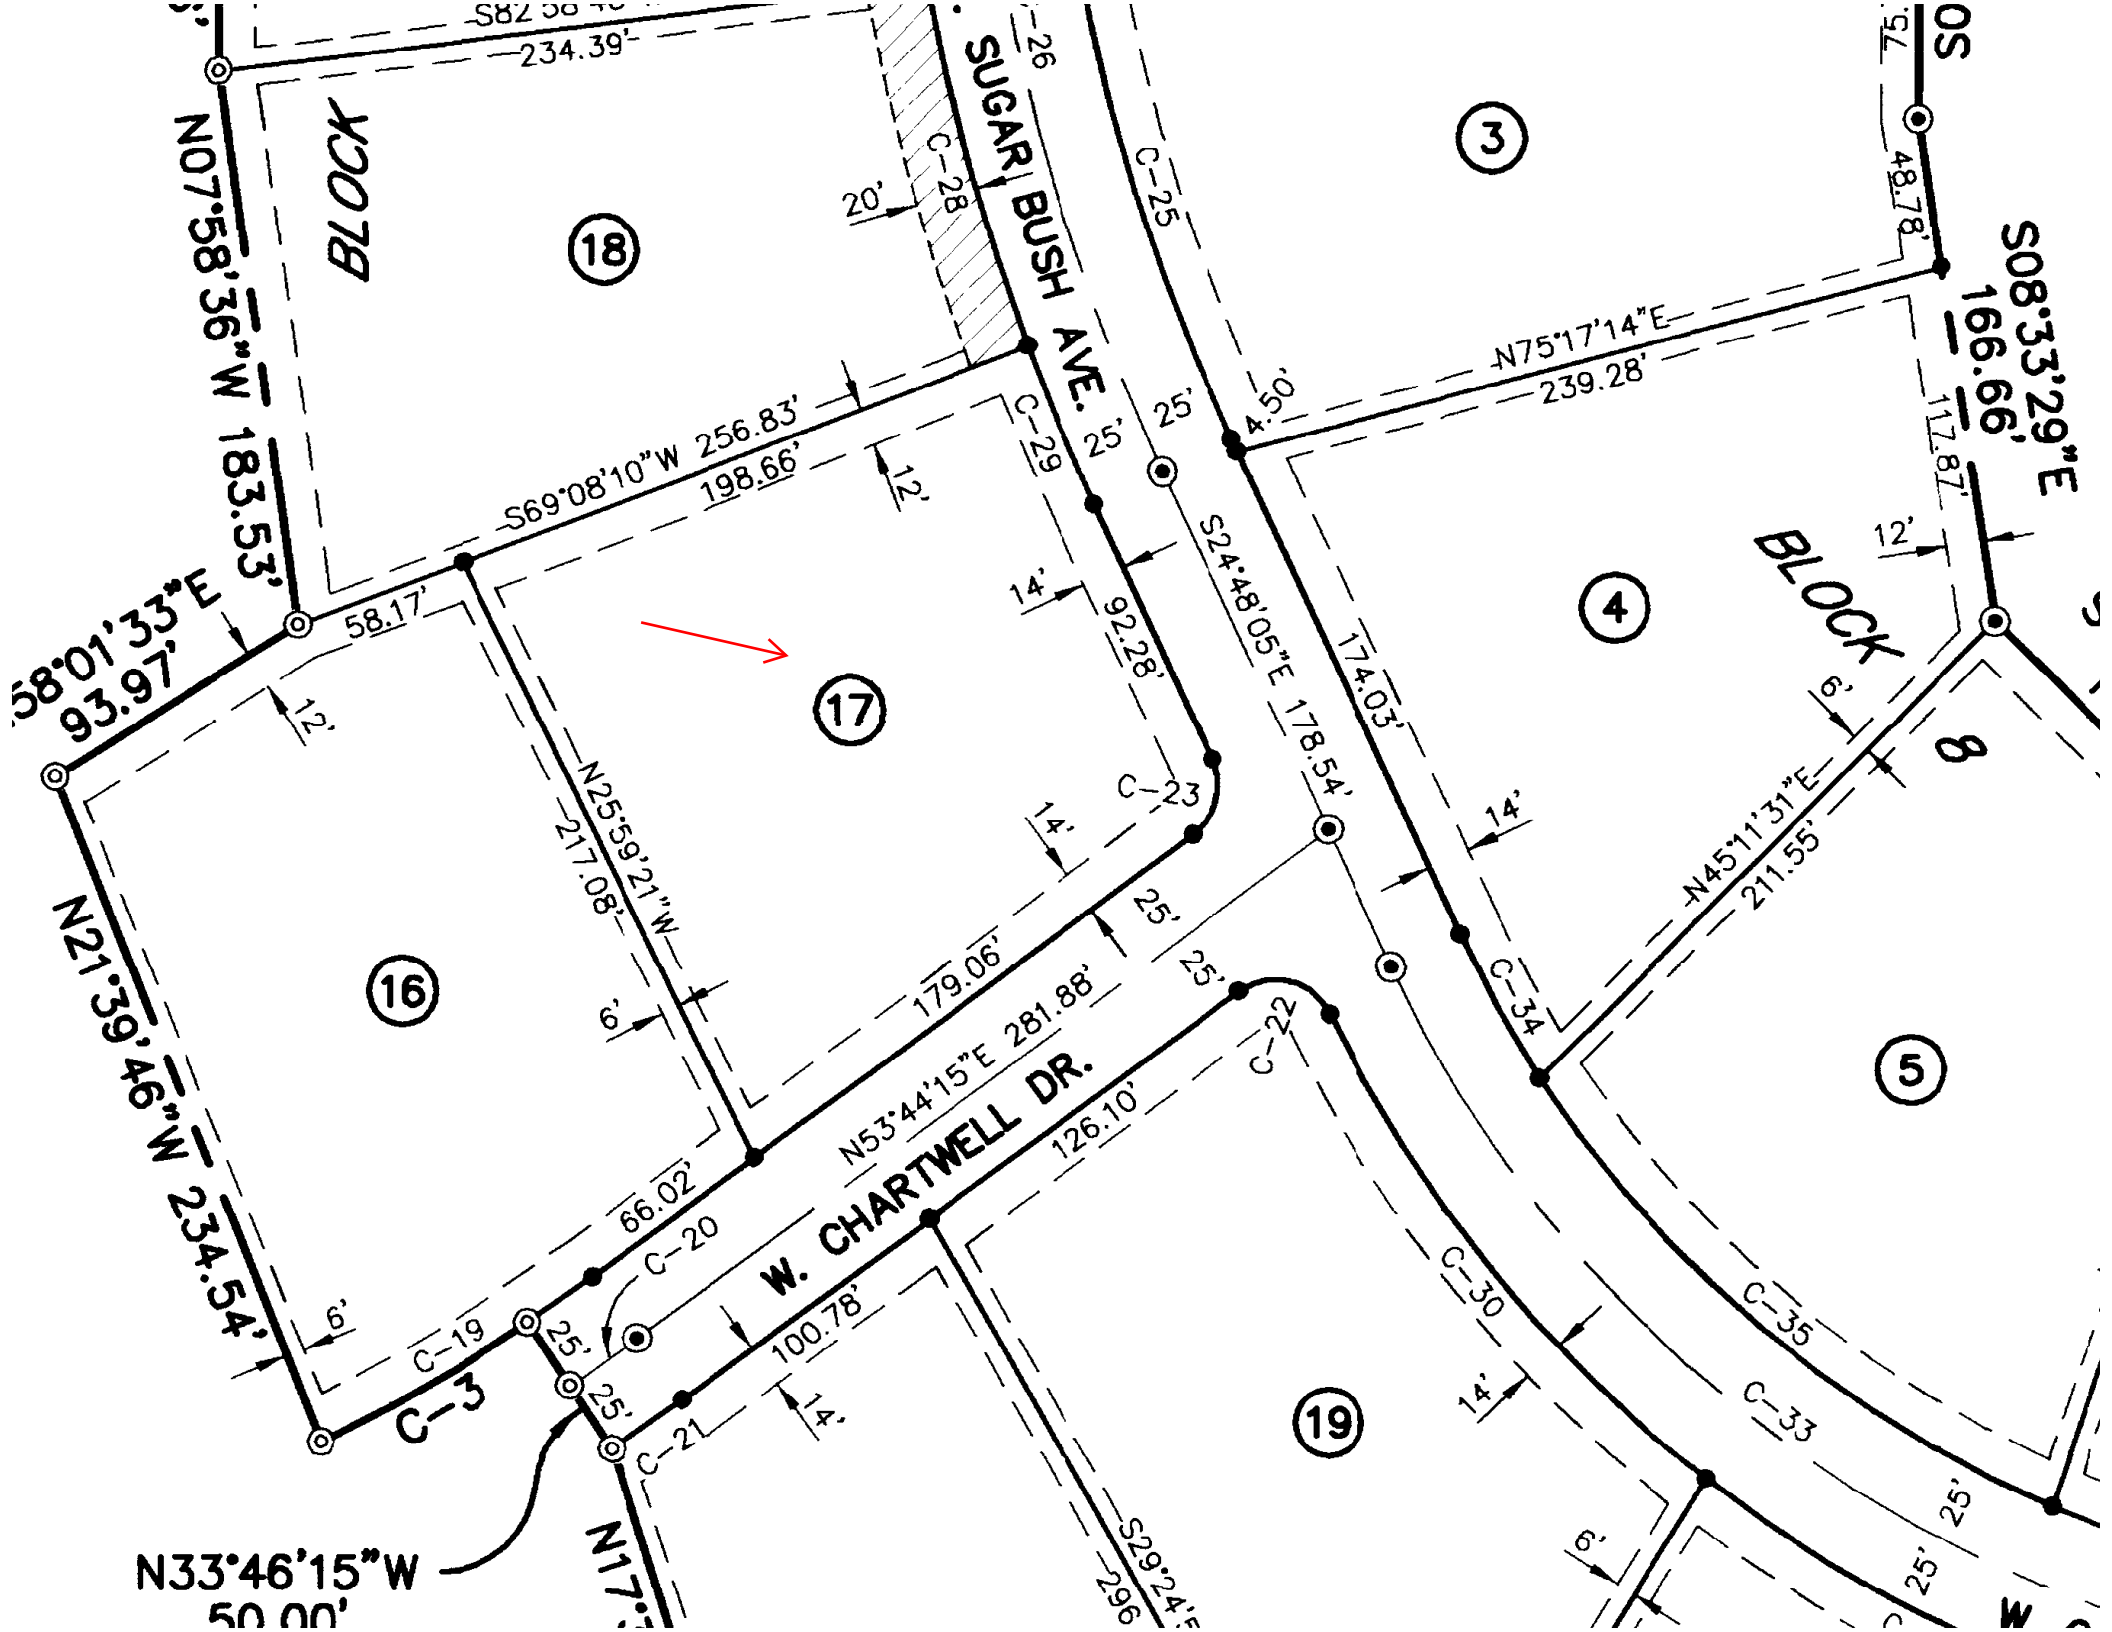 234.39'
N07°58'36"W 183.53'
BLOCK
18
20'
C-28
SUGAR BUSH AVE.
C-26
C-25
3
75.
48.78'
S08°33'29"E
166.66'
N75°17'14"E
239.28'
117.87'
4.50'
25'
25'
C-29
S69°08'10"W 256.83'
198.66'
12'
58.17'
58°01'33"E
93.97'
12'
14'
92.28'
S24°48'05"E 178.54'
174.03'
4
12'
BLOCK
8
6'
17
C-23
14'
N25°59'21"W
217.08'
14'
N45°11'31"E
211.55'
16
N21°39'46"W 234.54'
6'
179.06'
25'
25'
N53°44'15"E 281.88'
W. CHARTWELL DR.
126.10'
C-22
C-34
5
66.02'
C-20
6'
C-19
C-3
25'
25'
C-21
100.78'
14'
C-30
C-35
C-33
14'
19
25'
25'
6'
N33°46'15"W
50.00'
S29°24'5
296
W